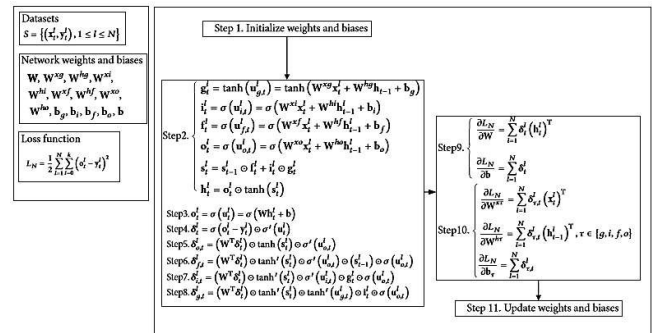 Datasets
S = {(x_t^l, y_t^l), 1 ≤ l ≤ N}
Network weights and biases
W, W^{xg}, W^{hg}, W^{xi},
W^{hi}, W^{xf}, W^{hf}, W^{xo},
W^{ho}, b_g, b_i, b_f, b_o, b
Loss function
L_N = 1/2 ∑_{l=1}^{N} ∑_{t=0}^{k} (o_t^l - y_t^l)^2
Step 1. Initialize weights and biases
Step2.
g_t^l = tanh(u_{g,t}^l) = tanh(W^{xg}x_t^l + W^{hg}h_{t-1}^l + b_g)
i_t^l = σ(u_{i,t}^l) = σ(W^{xi}x_t^l + W^{hi}h_{t-1}^l + b_i)
f_t^l = σ(u_{f,t}^l) = σ(W^{xf}x_t^l + W^{hf}h_{t-1}^l + b_f)
o_t^l = σ(u_{o,t}^l) = σ(W^{xo}x_t^l + W^{ho}h_{t-1}^l + b_o)
s_t^l = s_{t-1}^l ⊙ f_t^l + i_t^l ⊙ g_t^l
h_t^l = o_t^l ⊙ tanh(s_t^l)
Step3. o_t^l = σ(u_t^l) = σ(Wh_t^l + b)
Step4. δ_t^l = (o_t^l - y_t^l) ⊙ σ'(u_t^l)
Step5. δ_{o,t}^l = (W^T δ_t^l) ⊙ tanh(s_t^l) ⊙ σ'(u_{o,t}^l)
Step6. δ_{f,t}^l = (W^T δ_t^l) ⊙ tanh'(s_t^l) ⊙ σ'(u_{o,t}^l) ⊙ (s_{t-1}^l) ⊙ σ(u_{o,t}^l)
Step7. δ_{i,t}^l = (W^T δ_t^l) ⊙ tanh'(s_t^l) ⊙ σ'(u_{i,t}^l) ⊙ g_t^l ⊙ σ(u_{o,t}^l)
Step8. δ_{g,t}^l = (W^T δ_t^l) ⊙ tanh'(s_t^l) ⊙ tanh'(u_{g,t}^l) ⊙ i_t^l ⊙ σ(u_{o,t}^l)
Step9.
∂L_N/∂W = ∑_{l=1}^{N} δ_t^l (h_t^l)^T
∂L_N/∂b = ∑_{l=1}^{N} δ_t^l
Step10.
∂L_N/∂W^{xτ} = ∑_{l=1}^{N} δ_{τ,t}^l (x_t^l)^T
∂L_N/∂W^{hτ} = ∑_{l=1}^{N} δ_{τ,t}^l (h_{t-1}^l)^T, τ ∈ [g, i, f, o]
∂L_N/∂b_τ = ∑_{l=1}^{N} δ_{τ,t}^l
Step 11. Update weights and biases